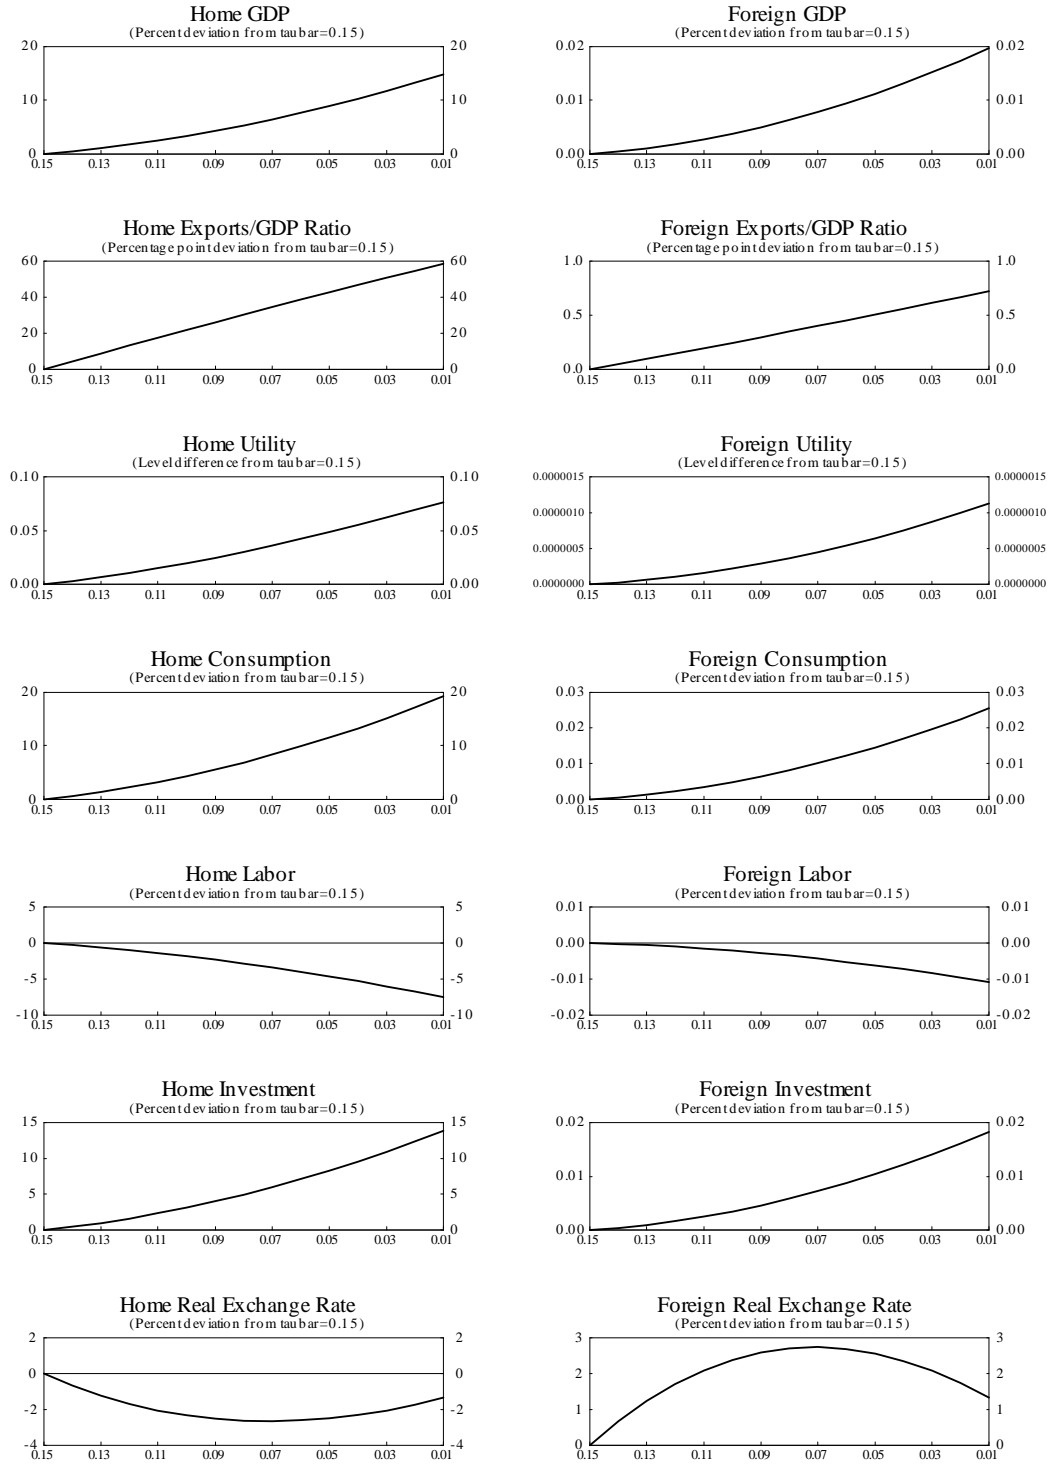 Home GDP
(Percent deviation from taubar=0.15)
20 20
10 10
0 0
0.15 0.13 0.11 0.09 0.07 0.05 0.03 0.01
Foreign GDP
(Percent deviation from taubar=0.15)
0.02 0.02
0.01 0.01
0.00 0.00
0.15 0.13 0.11 0.09 0.07 0.05 0.03 0.01
Home Exports/GDP Ratio
(Percentage point deviation from taubar=0.15)
60 60
40 40
20 20
0 0
0.15 0.13 0.11 0.09 0.07 0.05 0.03 0.01
Foreign Exports/GDP Ratio
(Percentage point deviation from taubar=0.15)
1.0 1.0
0.5 0.5
0.0 0.0
0.15 0.13 0.11 0.09 0.07 0.05 0.03 0.01
Home Utility
(Level difference from taubar=0.15)
0.10 0.10
0.05 0.05
0.00 0.00
0.15 0.13 0.11 0.09 0.07 0.05 0.03 0.01
Foreign Utility
(Level difference from taubar=0.15)
0.0000015 0.0000015
0.0000010 0.0000010
0.0000005 0.0000005
0.0000000 0.0000000
0.15 0.13 0.11 0.09 0.07 0.05 0.03 0.01
Home Consumption
(Percent deviation from taubar=0.15)
20 20
10 10
0 0
0.15 0.13 0.11 0.09 0.07 0.05 0.03 0.01
Foreign Consumption
(Percent deviation from taubar=0.15)
0.03 0.03
0.02 0.02
0.01 0.01
0.00 0.00
0.15 0.13 0.11 0.09 0.07 0.05 0.03 0.01
Home Labor
(Percent deviation from taubar=0.15)
5 5
0 0
-5 -5
-10 -10
0.15 0.13 0.11 0.09 0.07 0.05 0.03 0.01
Foreign Labor
(Percent deviation from taubar=0.15)
0.01 0.01
0.00 0.00
-0.01 -0.01
-0.02 -0.02
0.15 0.13 0.11 0.09 0.07 0.05 0.03 0.01
Home Investment
(Percent deviation from taubar=0.15)
15 15
10 10
5 5
0 0
0.15 0.13 0.11 0.09 0.07 0.05 0.03 0.01
Foreign Investment
(Percent deviation from taubar=0.15)
0.02 0.02
0.01 0.01
0.00 0.00
0.15 0.13 0.11 0.09 0.07 0.05 0.03 0.01
Home Real Exchange Rate
(Percent deviation from taubar=0.15)
2 2
0 0
-2 -2
-4 -4
0.15 0.13 0.11 0.09 0.07 0.05 0.03 0.01
Foreign Real Exchange Rate
(Percent deviation from taubar=0.15)
3 3
2 2
1 1
0 0
0.15 0.13 0.11 0.09 0.07 0.05 0.03 0.01